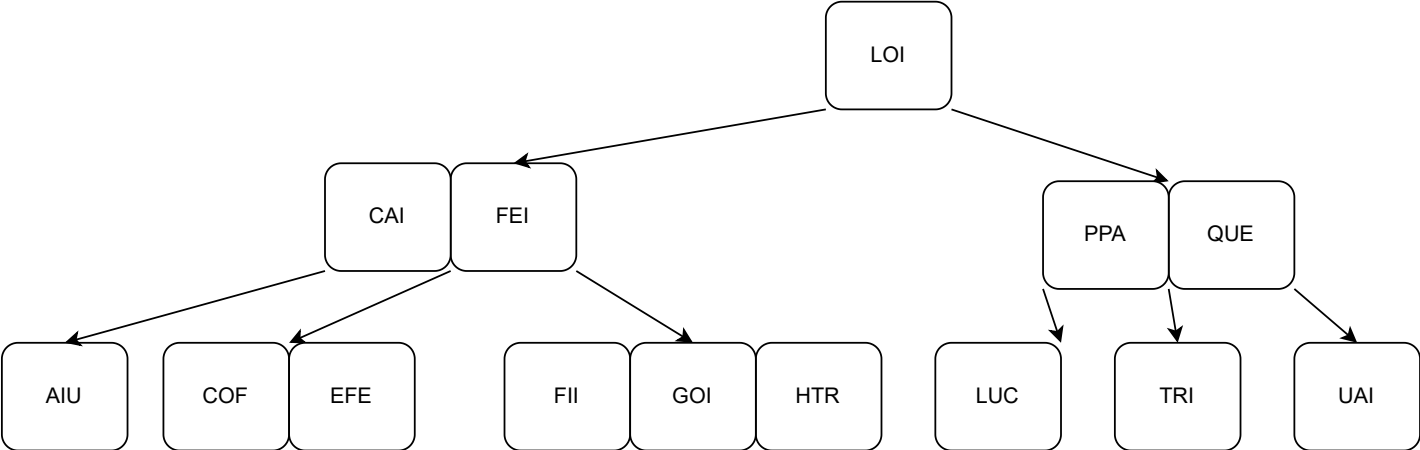 LOI
CAI FEI
PPA QUE
AIU COF EFE FII GOI HTR LUC TRI UAI